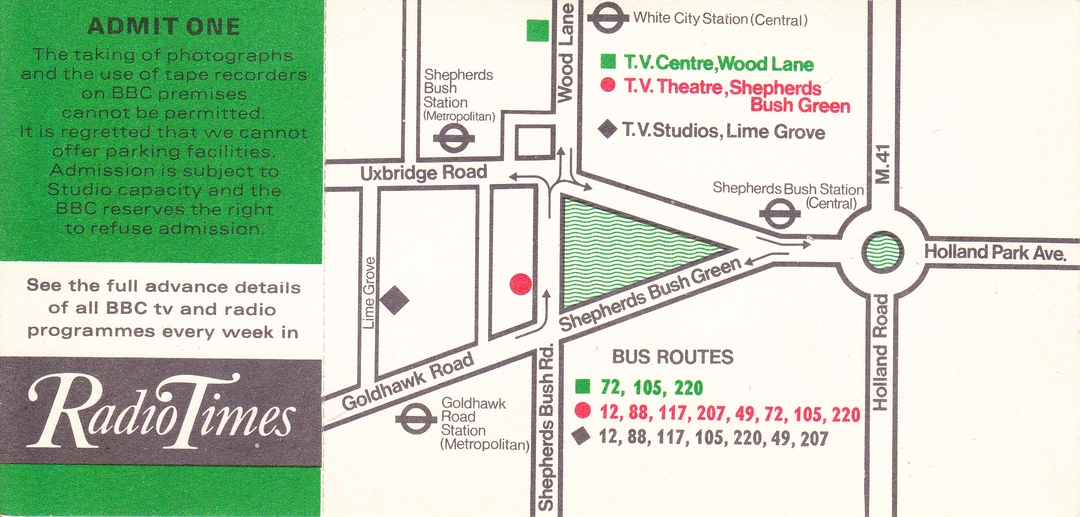 ADMIT ONE
The taking of photographs
and the use of tape recorders
on BBC premises
cannot be permitted.
It is regretted that we cannot
offer parking facilities.
Admission is subject to
Studio capacity and the
BBC reserves the right
to refuse admission.
See the full advance details
of all BBC tv and radio
programmes every week in
RadioTimes
Wood Lane
White City Station (Central)
T.V. Centre, Wood Lane
T.V. Theatre, Shepherds
Bush Green
T.V. Studios, Lime Grove
Shepherds
Bush
Station
(Metropolitan)
Uxbridge Road
M.41
Shepherds Bush Station
(Central)
Holland Park Ave.
Lime Grove
Shepherds Bush Green
Goldhawk Road
Holland Road
Goldhawk
Road
Station
(Metropolitan)
Shepherds Bush Rd.
BUS ROUTES
72, 105, 220
12, 88, 117, 207, 49, 72, 105, 220
12, 88, 117, 105, 220, 49, 207